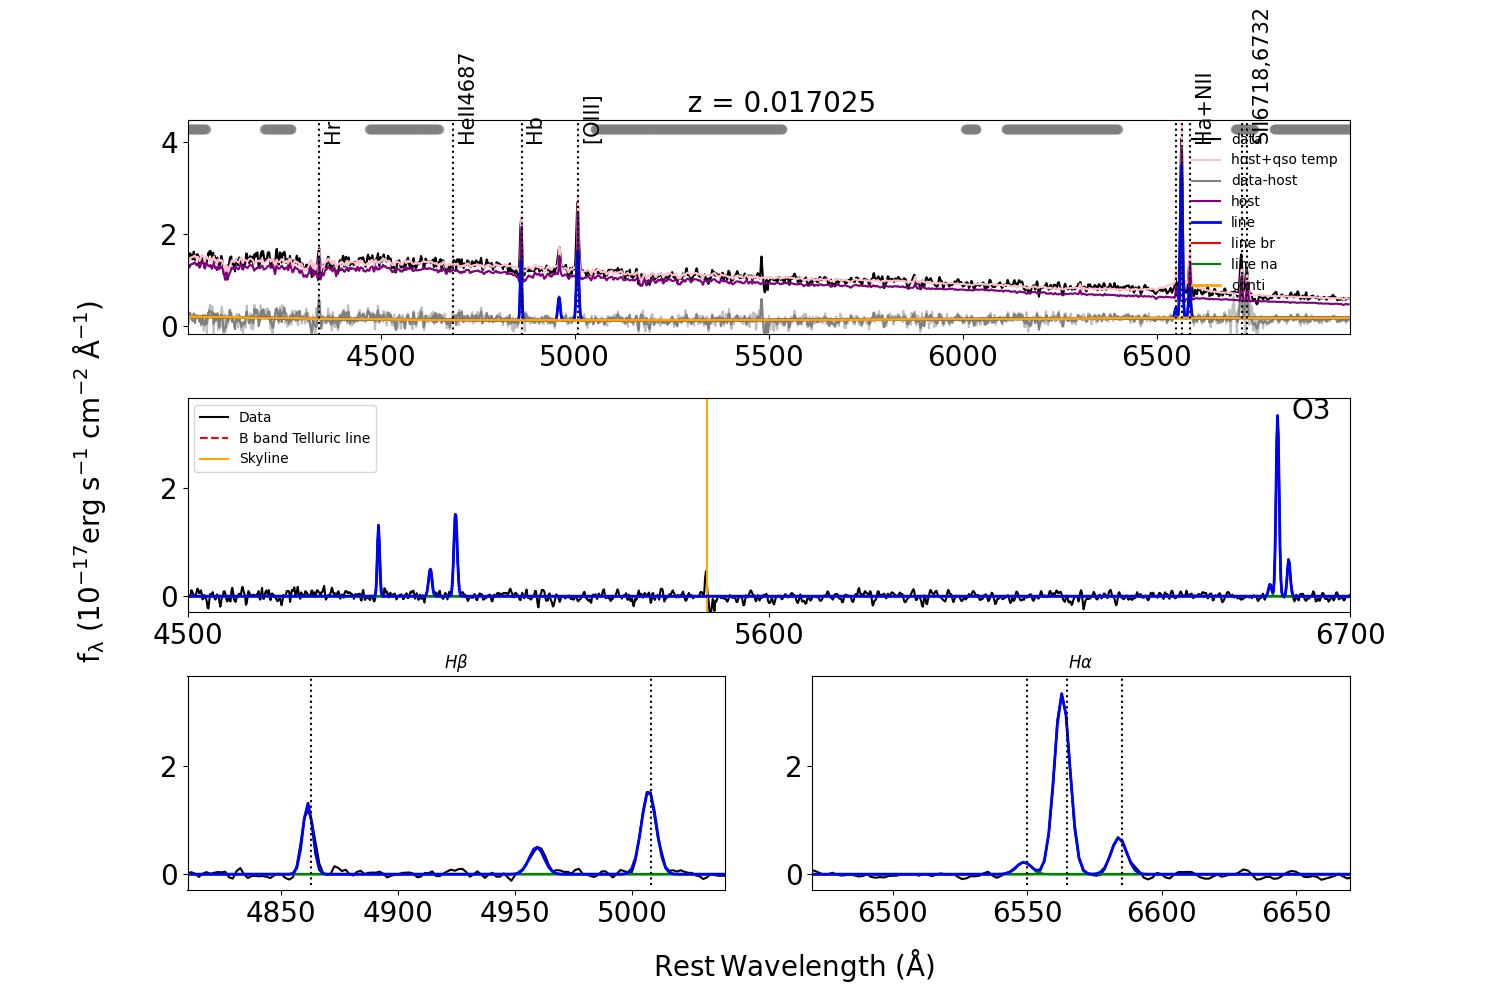 z = 0.017025
Hr
HeII4687
Hb
[OIII]
Ha+NII
SII6718,6732
4
2
0
data
host+qso temp
data-host
host
line
line br
line na
conti
4500
5000
5500
6000
6500
fλ (10⁻¹⁷erg s⁻¹ cm⁻² Å⁻¹)
Data
B band Telluric line
Skyline
O3
2
0
4500
5600
6700
Hβ
2
0
4850
4900
4950
5000
Hα
2
0
6500
6550
6600
6650
Rest Wavelength (Å)